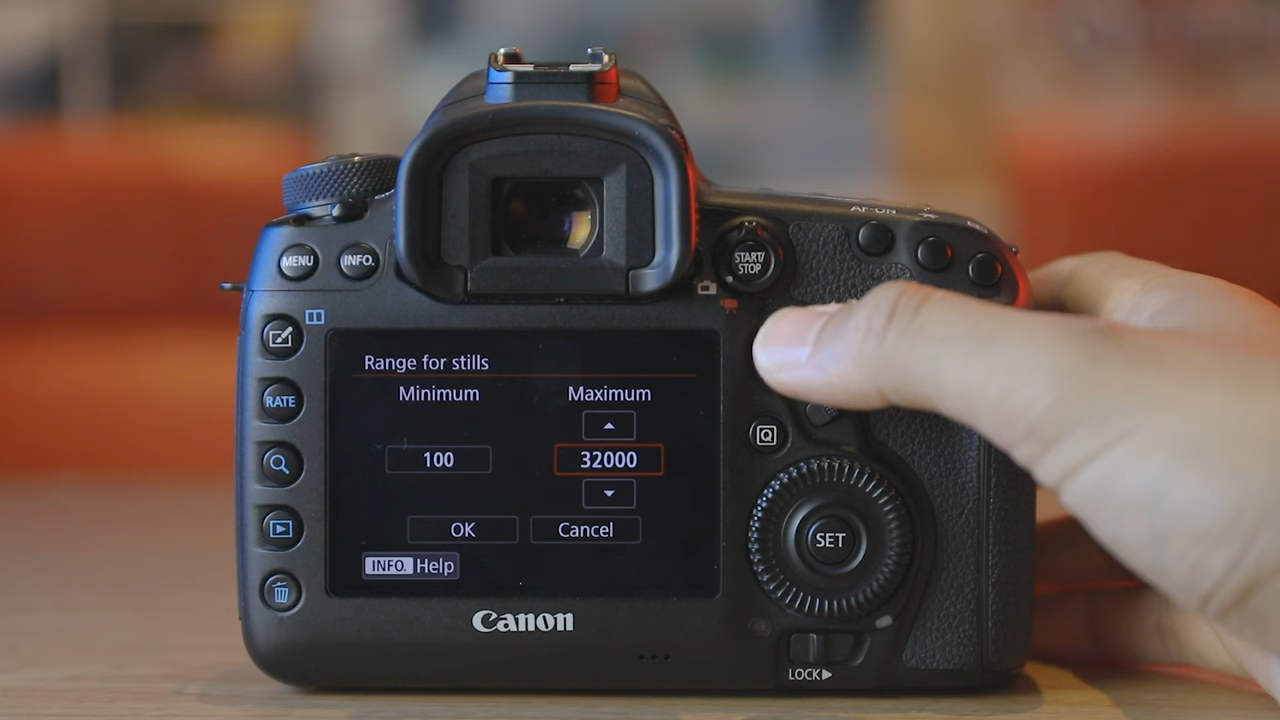 AF-ON
MENU
INFO.
START/
STOP
RATE
Range for stills
Minimum
Maximum
100
32000
OK
Cancel
INFO. Help
Q
SET
Canon
LOCK▶